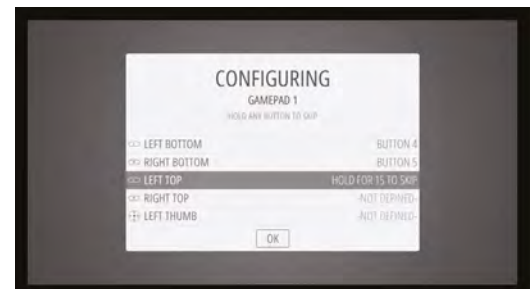 CONFIGURING
GAMEPAD 1
HOLD ANY BUTTON TO SKIP
LEFT BOTTOM BUTTON 4
RIGHT BOTTOM BUTTON 5
LEFT TOP HOLD FOR 1S TO SKIP
RIGHT TOP -NOT DEFINED-
LEFT THUMB -NOT DEFINED-
OK